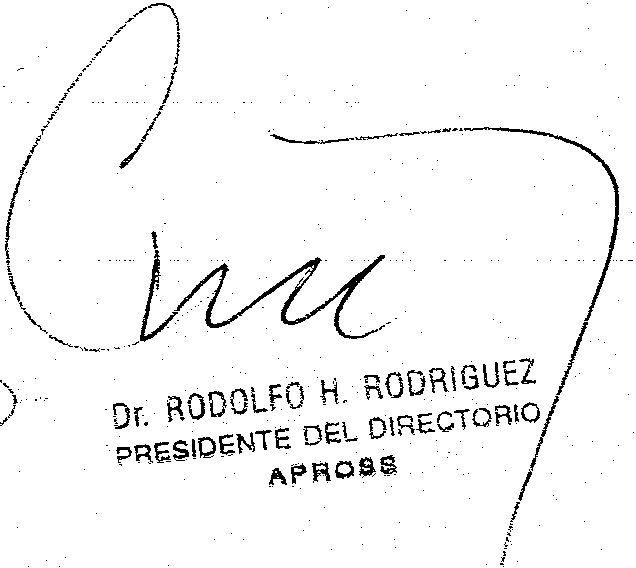 Dr. RODOLFO H. RODRIGUEZ
PRESIDENTE DEL DIRECTORIO
APROSS